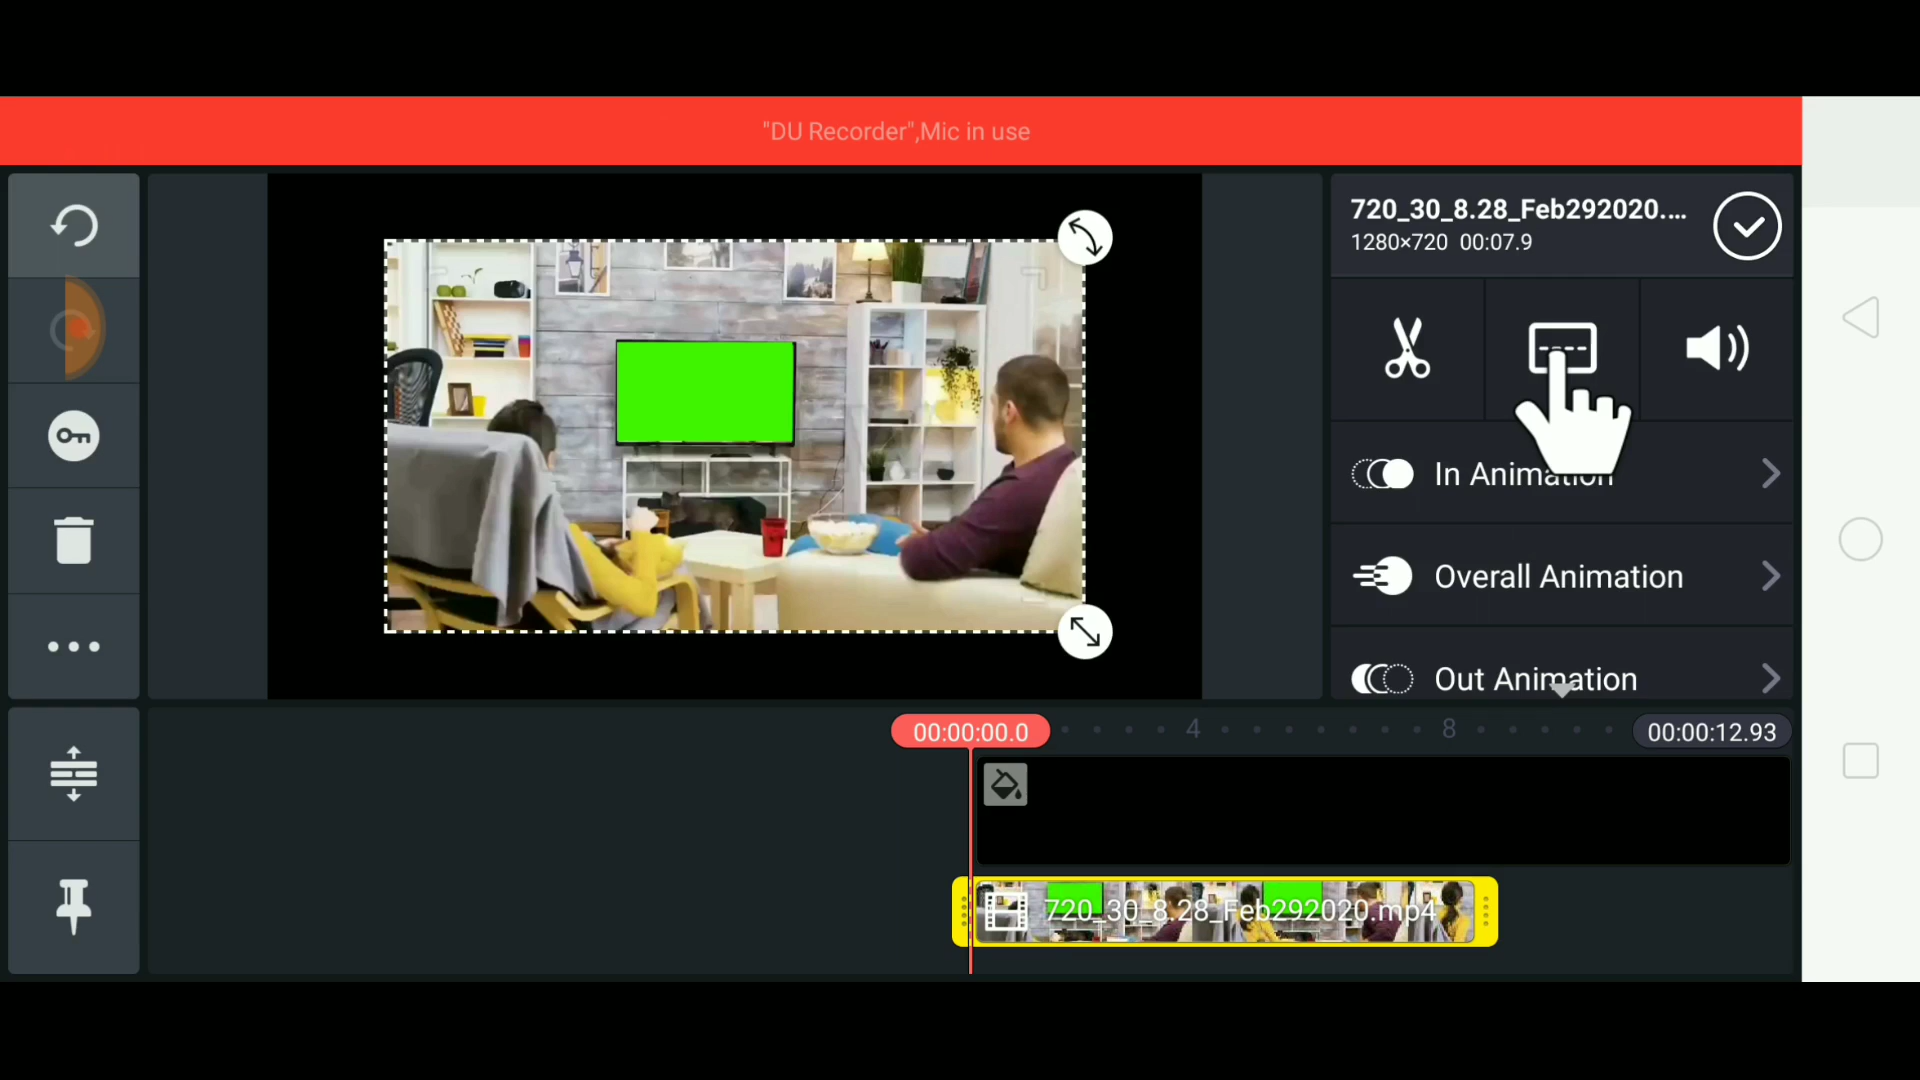 "DU Recorder",Mic in use
720_30_8.28_Feb292020....
1280×720 00:07.9
In Animation
Overall Animation
Out Animation
00:00:00.0
4
8
00:00:12.93
720_30_8.28_Feb292020.mp4